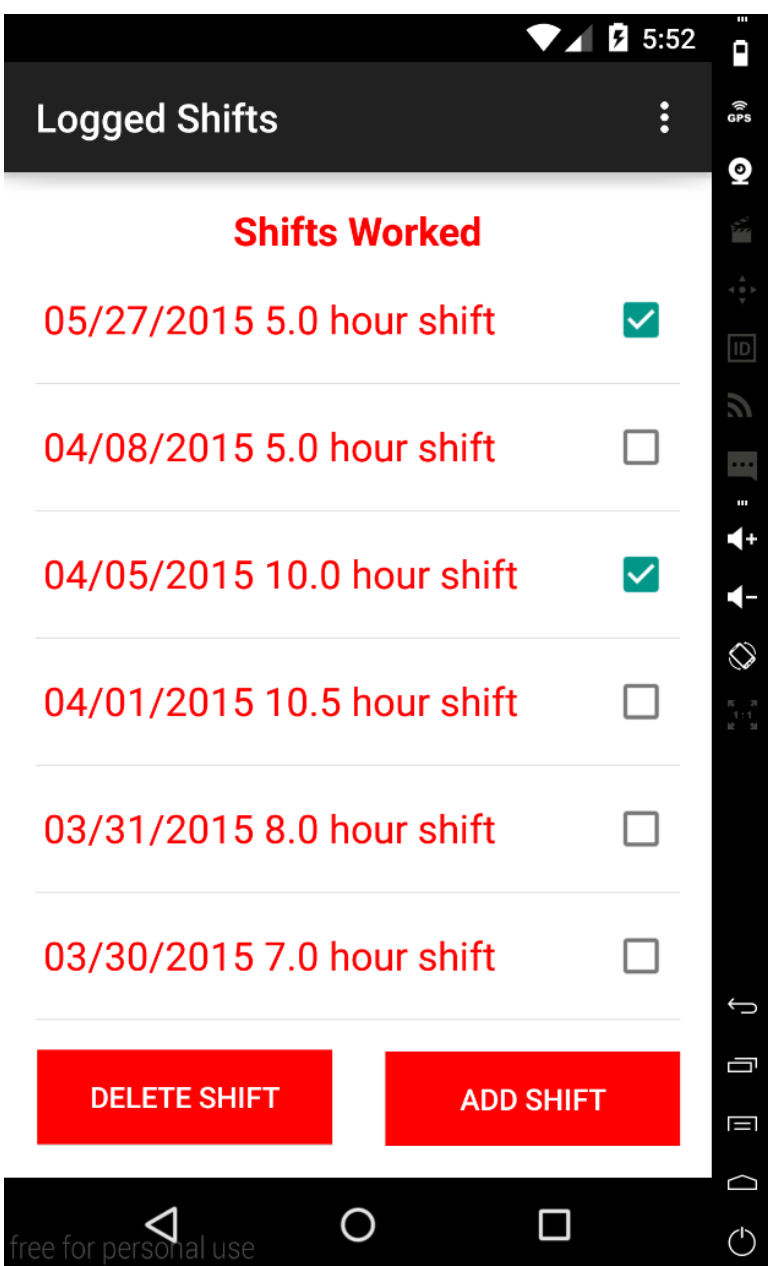 5:52
Logged Shifts
GPS
Shifts Worked
05/27/2015 5.0 hour shift
04/08/2015 5.0 hour shift
ID
04/05/2015 10.0 hour shift
04/01/2015 10.5 hour shift
1:1
03/31/2015 8.0 hour shift
03/30/2015 7.0 hour shift
DELETE SHIFT
ADD SHIFT
free for personal use